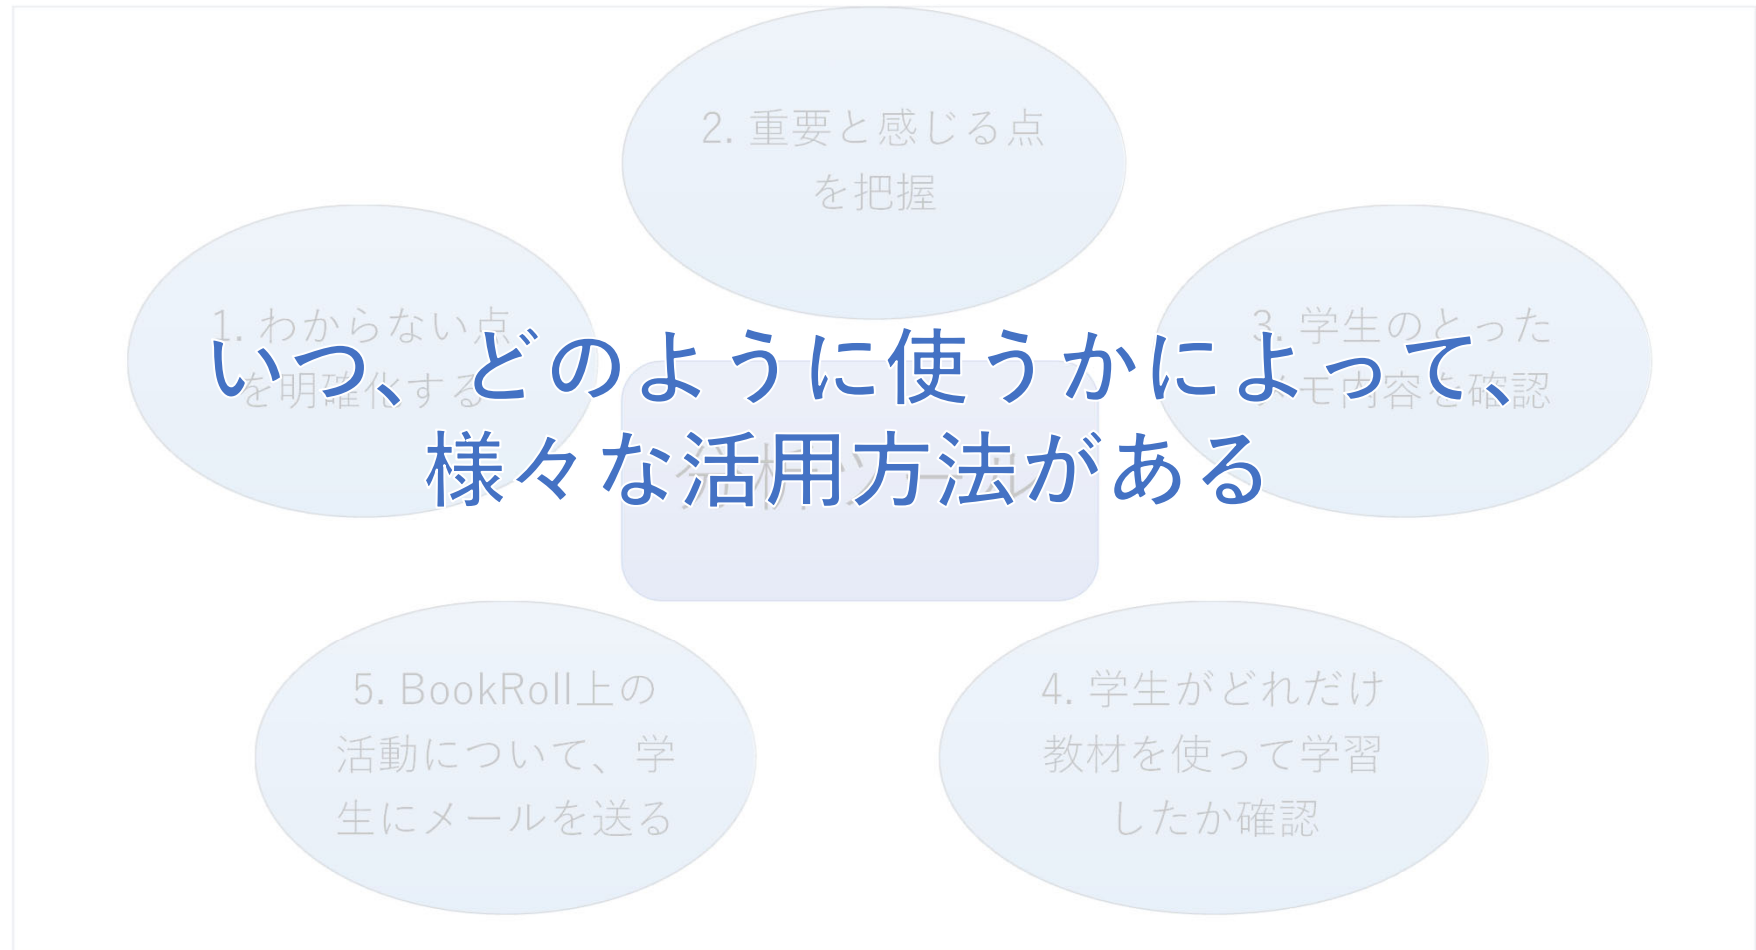 2. 重要と感じる点
を把握
1. わからない点
を明確化する
3. 学生のとった
メモ内容を確認
いつ、どのように使うかによって、
様々な活用方法がある
分析ツール
5. BookRoll上の
活動について、学
生にメールを送る
4. 学生がどれだけ
教材を使って学習
したか確認